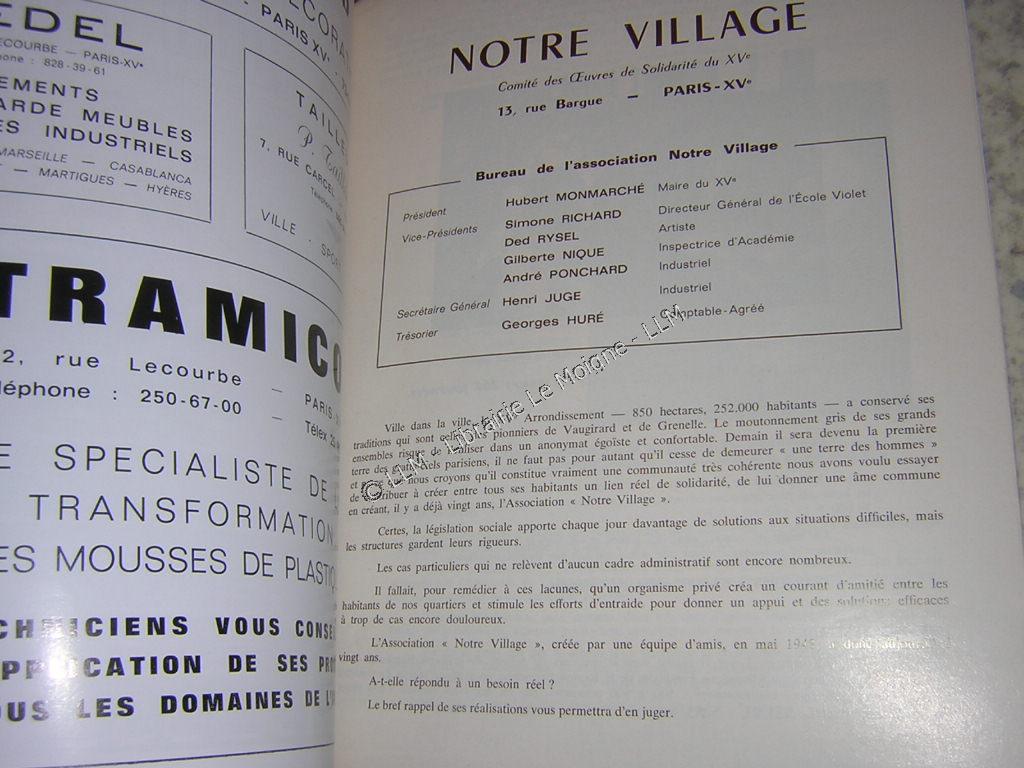 EDEL
ECOURBE — PARIS-XVe
phone : 828-39-61
EMENTS
ARDE MEUBLES
ES INDUSTRIELS
MARSEILLE — CASABLANCA
— MARTIGUES — HYÈRES
PARIS XV
TAILLE
7, RUE CARCEL
VILLE - SPO
TRAMICO
2, rue Lecourbe — PARIS
léphone : 250-67-00 — Télex
E SPECIALISTE DE
TRANSFORMATION
ES MOUSSES DE PLASTIQ
CHNICIENS VOUS CONSE
APPLICATION DE SES PRO
OUS LES DOMAINES DE L'
NOTRE VILLAGE
Comité des Œuvres de Solidarité du XVe
13, rue Bargue — PARIS-XVe
Bureau de l'association Notre Village
Président Hubert MONMARCHÉ Maire du XVe
Vice-Présidents Simone RICHARD Directeur Général de l'École Violet
Ded RYSEL Artiste
Gilberte NIQUE Inspectrice d'Académie
André PONCHARD Industriel
Secrétaire Général Henri JUGE Industriel
Trésorier Georges HURÉ Comptable-Agréé
Ville dans la ville, Arrondissement — 850 hectares, 252.000 habitants — a conservé ses
traditions qui sont pionniers de Vaugirard et de Grenelle. Le moutonnement gris de ses grands
ensembles risque de l'enliser dans un anonymat égoïste et confortable. Demain il sera devenu la première
terre des parisiens, il ne faut pas pour autant qu'il cesse de demeurer « une terre des hommes »
et nous croyons qu'il constitue vraiment une communauté très cohérente nous avons voulu essayer
de contribuer à créer entre tous ses habitants un lien réel de solidarité, de lui donner une âme commune
en créant, il y a déjà vingt ans, l'Association « Notre Village ».
Certes, la législation sociale apporte chaque jour davantage de solutions aux situations difficiles, mais
les structures gardent leurs rigueurs.
Les cas particuliers qui ne relèvent d'aucun cadre administratif sont encore nombreux.
Il fallait, pour remédier à ces lacunes, qu'un organisme privé créa un courant d'amitié entre les
habitants de nos quartiers et stimule les efforts d'entraide pour donner un appui et des solutions efficaces
à trop de cas encore douloureux.
L'Association « Notre Village », créée par une équipe d'amis, en mai a donc
vingt ans.
A-t-elle répondu à un besoin réel ?
Le bref rappel de ses réalisations vous permettra d'en juger.
© LLM - Librairie Le Moigne - LLM